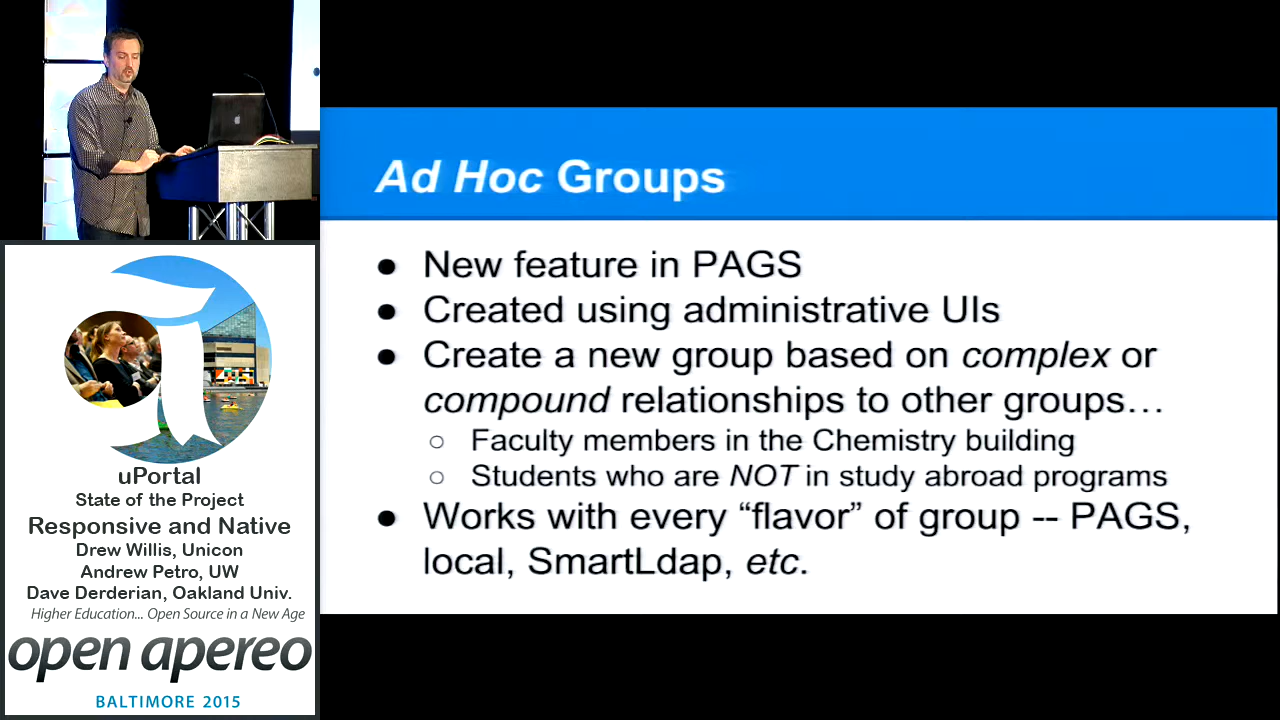 Ad Hoc Groups
● New feature in PAGS
● Created using administrative UIs
● Create a new group based on complex or
compound relationships to other groups…
○ Faculty members in the Chemistry building
○ Students who are NOT in study abroad programs
● Works with every “flavor” of group -- PAGS,
local, SmartLdap, etc.
uPortal
State of the Project
Responsive and Native
Drew Willis, Unicon
Andrew Petro, UW
Dave Derderian, Oakland Univ.
Higher Education... Open Source in a New Age
open apereo
BALTIMORE 2015